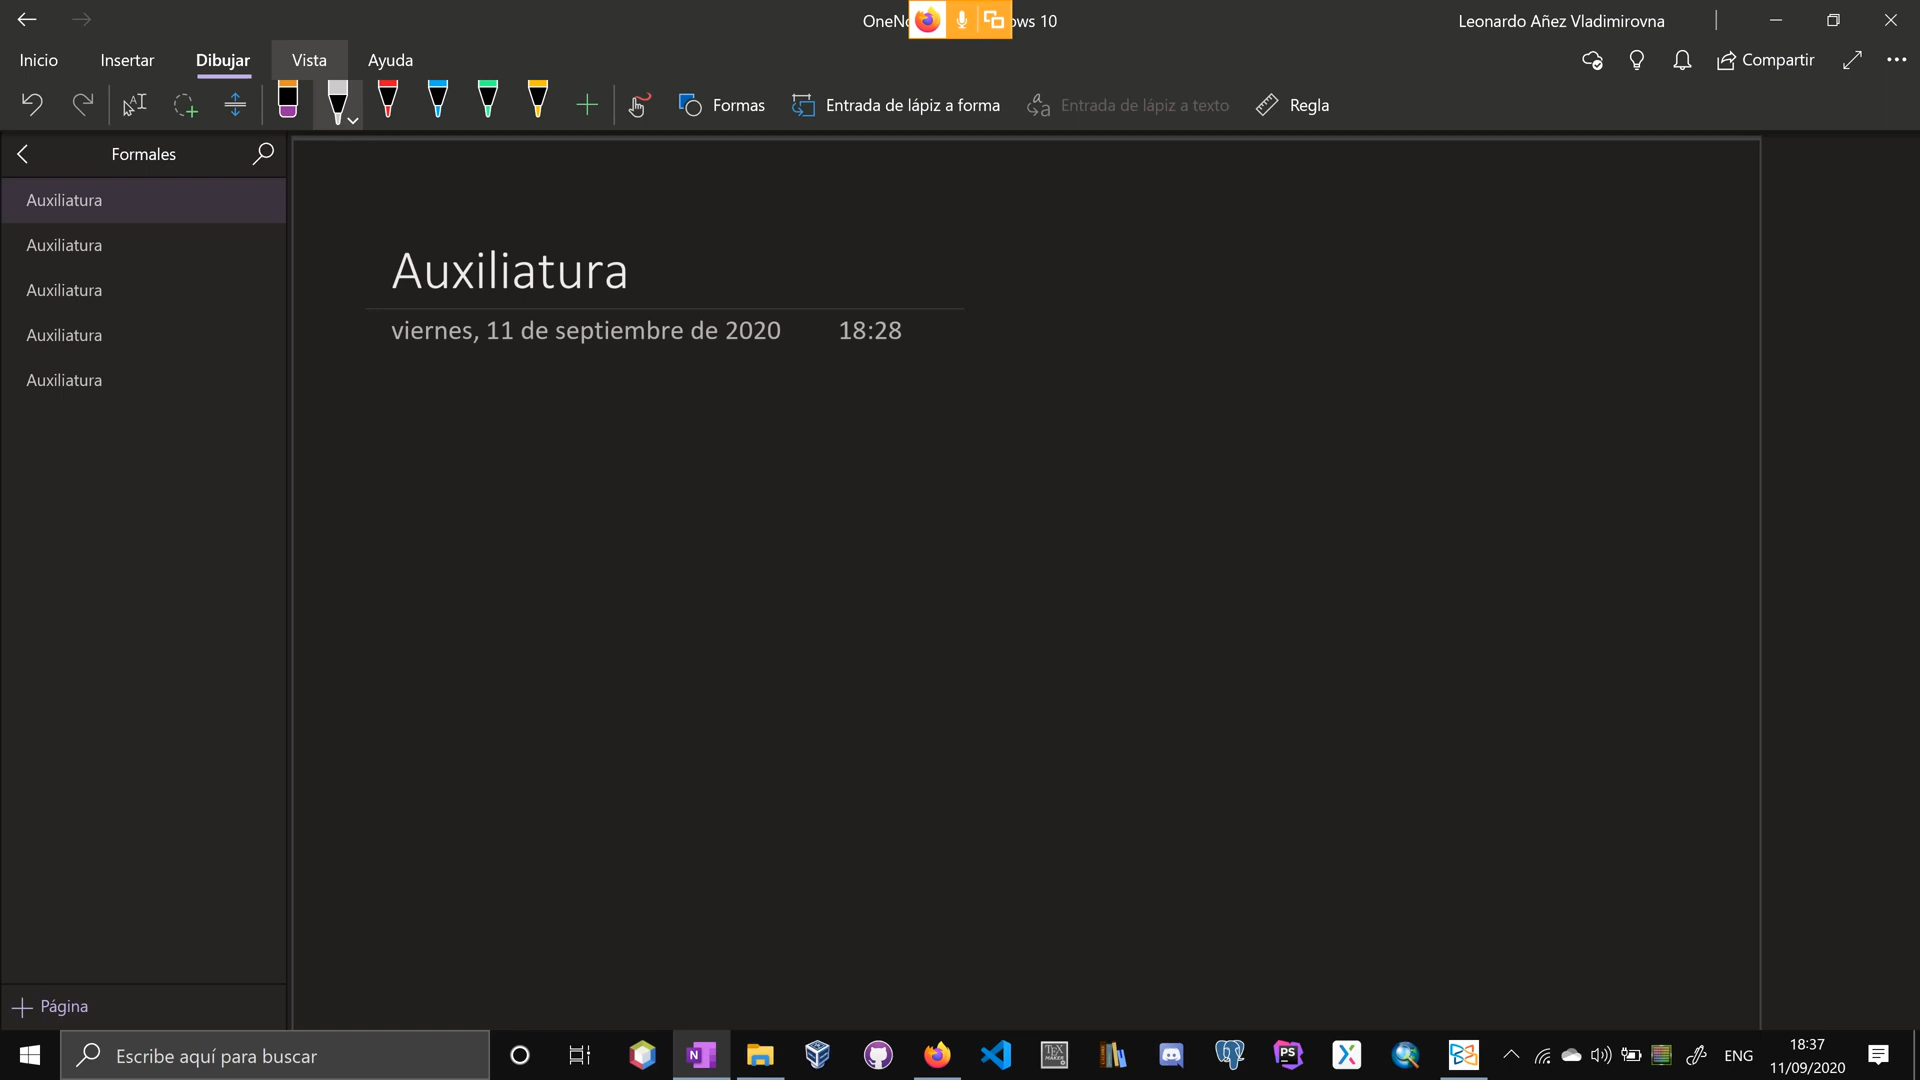 OneNo ows 10
Leonardo Añez Vladimirovna
Inicio
Insertar
Dibujar
Vista
Ayuda
Compartir
Formas
Entrada de lápiz a forma
Entrada de lápiz a texto
Regla
Formales
Auxiliatura
Auxiliatura
Auxiliatura
Auxiliatura
Auxiliatura
Auxiliatura
viernes, 11 de septiembre de 2020 18:28
Página
Escribe aquí para buscar
ENG
18:37
11/09/2020